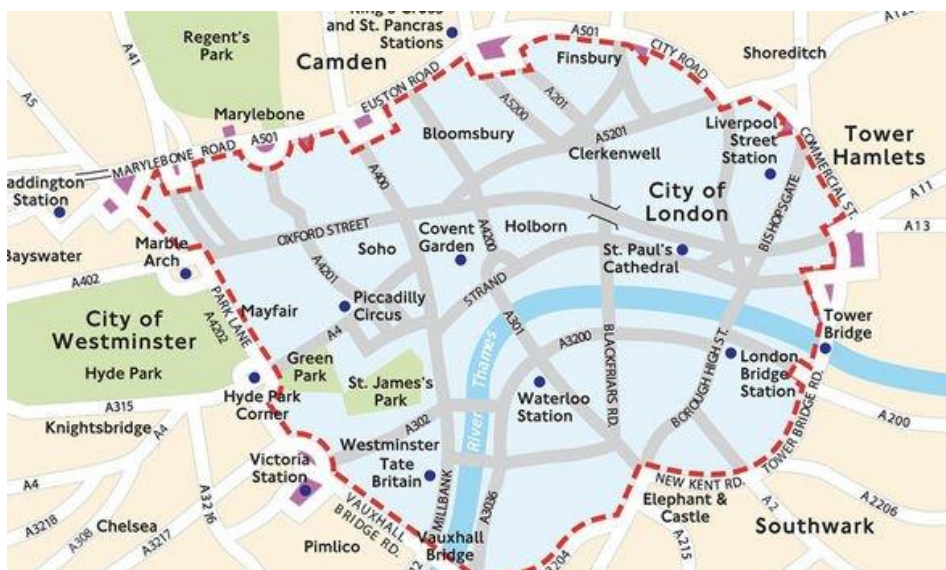 King's Cross
and St. Pancras
Stations
A501
A120
Regent's
Park
A41
Camden
Finsbury
CITY ROAD
Shoreditch
A5
Marylebone
EUSTON ROAD
A5200
A201
Bloomsbury
A501
MARYLEBONE ROAD
A5201
Clerkenwell
Liverpool
Street
Station
COMMERCIAL ST.
Tower
Hamlets
A400
addington
Station
City of
London
A11
A13
BISHOPSGATE
OXFORD STREET
Soho
Covent
Garden
A4200
Holborn
St. Paul's
Cathedral
Bayswater
Marble
Arch
A402
A4201
STRAND
PARK LANE
A4202
Mayfair
Piccadilly
Circus
A301
City of
Westminster
Hyde Park
A4
Green
Park
St. James's
Park
River Thames
A3200
BLACKFRIARS RD.
BOROUGH HIGH ST.
Tower
Bridge
London
Bridge
Station
Hyde Park
Corner
A315
Knightsbridge
A4
Waterloo
Station
TOWER BRIDGE RD.
A200
A302
Westminster
Tate
Britain
Victoria
Station
MILLBANK
A3036
NEW KENT RD.
Elephant &
Castle
A2
A2206
Southwark
A4
A3218
A308
Chelsea
A3217
A3216
VAUXHALL
BRIDGE RD.
Pimlico
Vauxhall
Bridge
A215